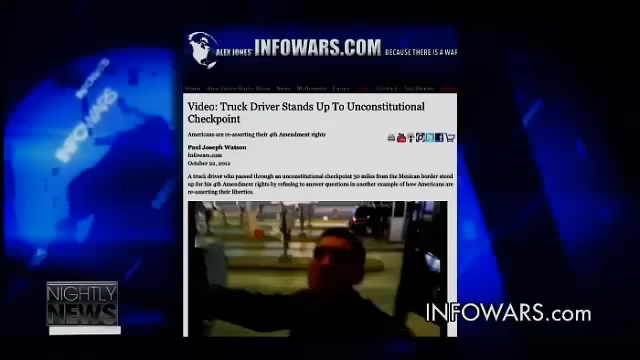 INFOWARS
ALEX JONES' INFOWARS.COM BECAUSE THERE IS A WAR
Video: Truck Driver Stands Up To Unconstitutional
Checkpoint
Americans are re-asserting their 4th Amendment rights
Paul Joseph Watson
Infowars.com
October 22, 2012
A truck driver who passed through an unconstitutional checkpoint 30 miles from the Mexican border stood
up for his 4th Amendment rights by refusing to answer questions in another example of how Americans are
re-asserting their liberties.
NIGHTLY
NEWS
INFOWARS.com